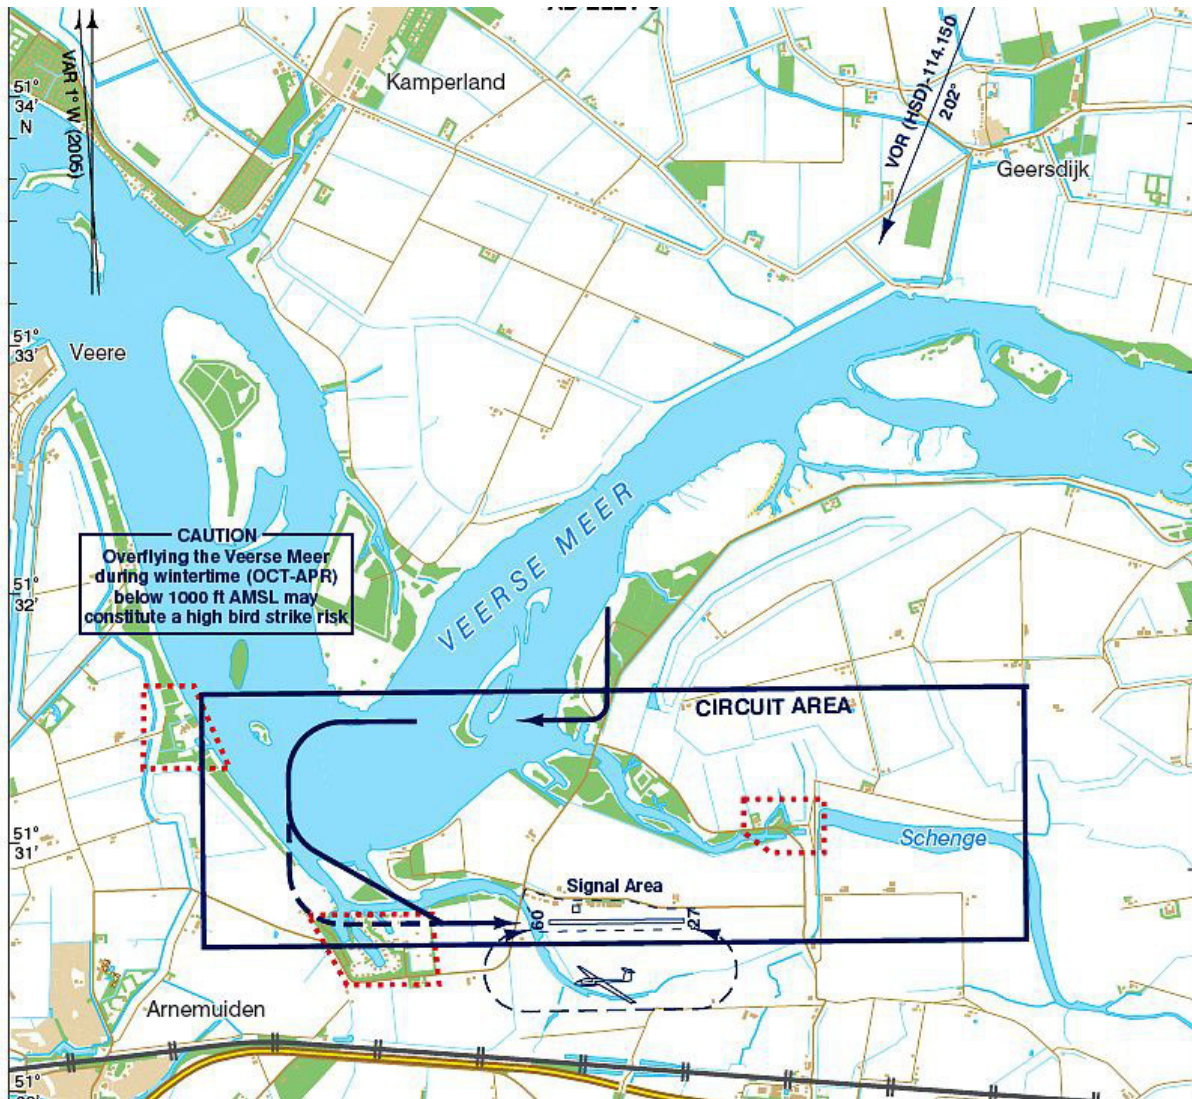 Kamperland
VAR 1° W (2005)
51°
34'
N
VOR (HSD)-114.150
202°
Geersdijk
51°
33'
Veere
VEERSE MEER
CAUTION
Overflying the Veerse Meer
during wintertime (OCT-APR)
below 1000 ft AMSL may
constitute a high bird strike risk
51°
32'
CIRCUIT AREA
51°
31'
Schenge
Signal Area
09
27
Arnemuiden
51°